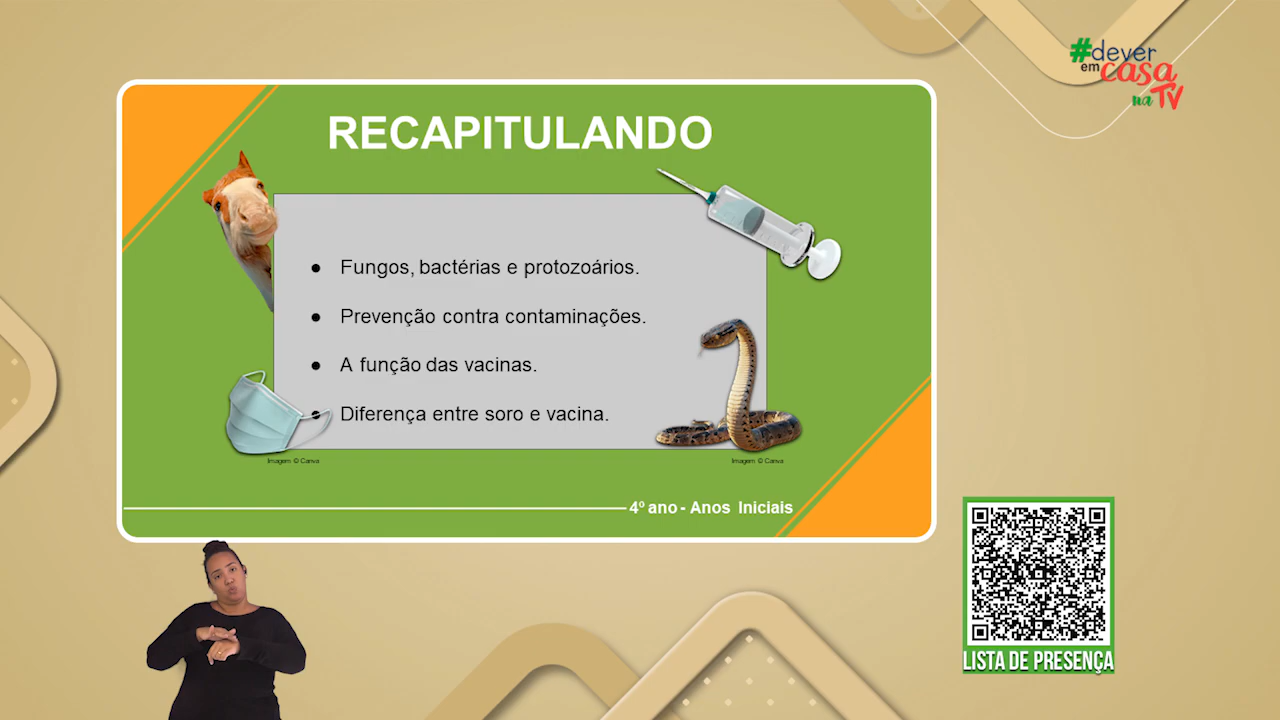 #dever
em casa
na TV
RECAPITULANDO
● Fungos, bactérias e protozoários.
● Prevenção contra contaminações.
● A função das vacinas.
● Diferença entre soro e vacina.
Imagem: © Canva
Imagem: © Canva
4º ano - Anos Iniciais
LISTA DE PRESENÇA